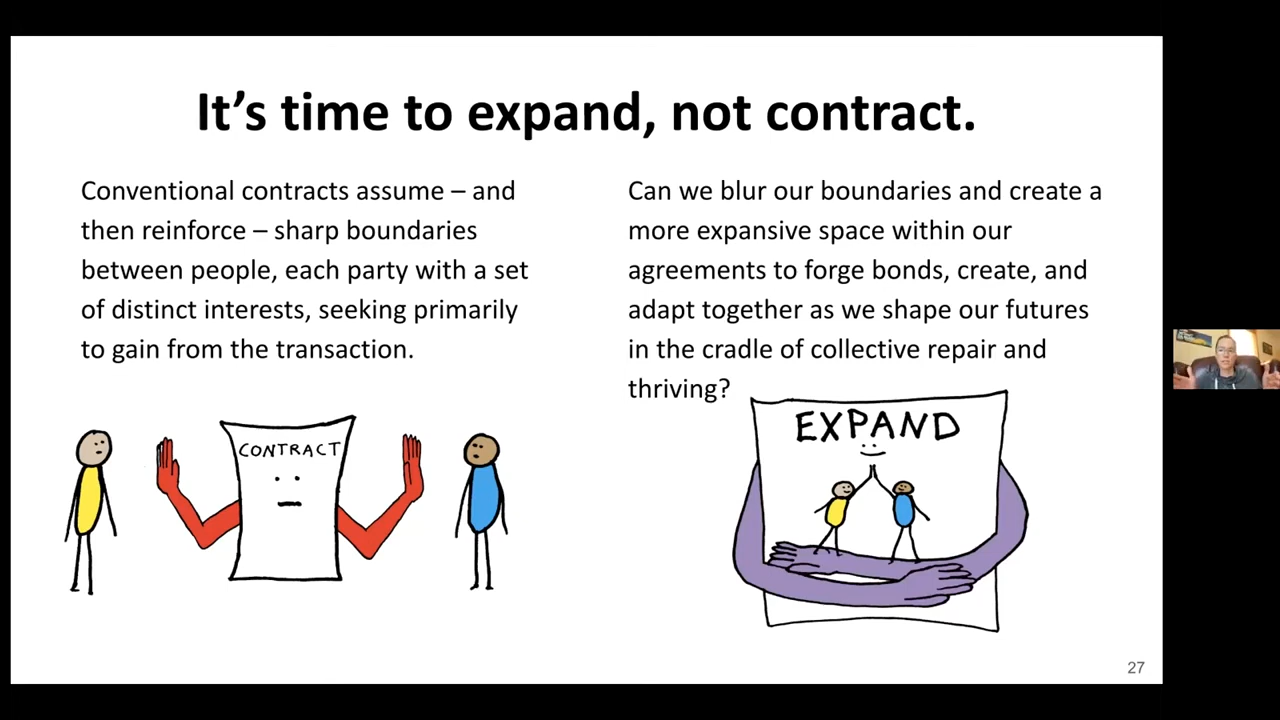 It’s time to expand, not contract.
Conventional contracts assume – and
then reinforce – sharp boundaries
between people, each party with a set
of distinct interests, seeking primarily
to gain from the transaction.
Can we blur our boundaries and create a
more expansive space within our
agreements to forge bonds, create, and
adapt together as we shape our futures
in the cradle of collective repair and
thriving?
CONTRACT
EXPAND
27